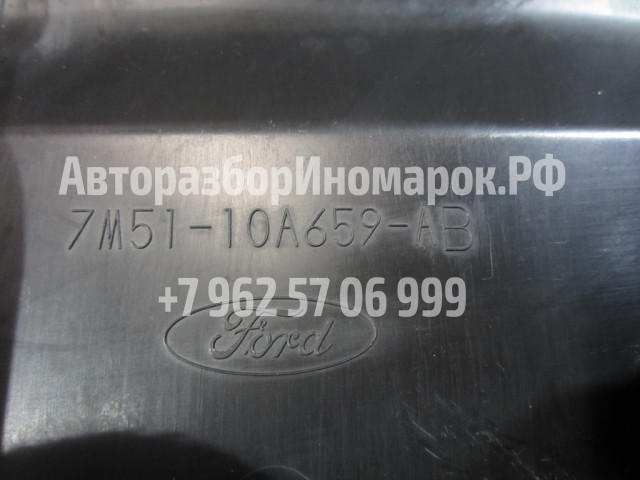 АвторазборИномарок.РФ
7M51-10A659-AB
+7 962 57 06 999
Ford